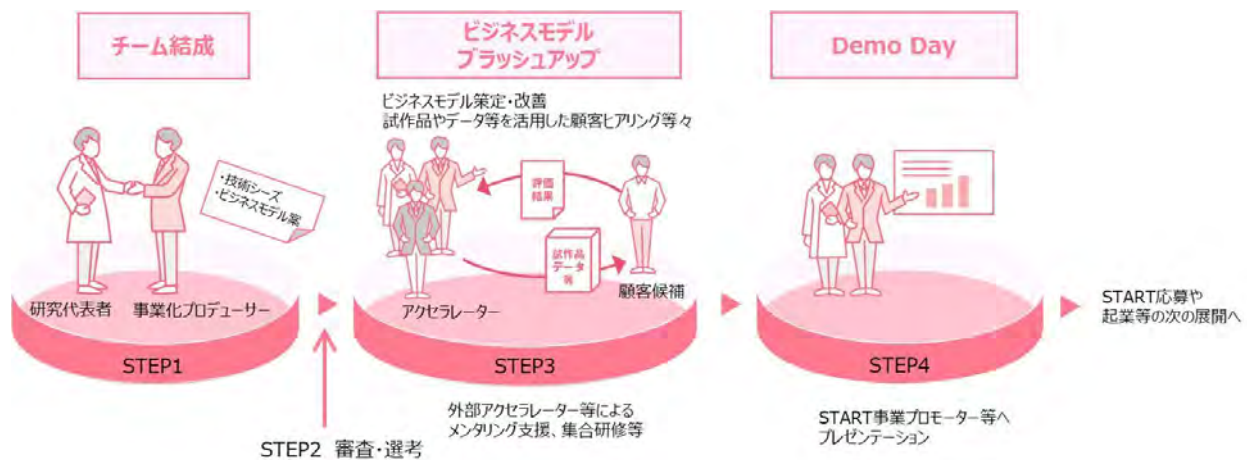 チーム結成
・技術シーズ
・ビジネスモデル案
研究代表者
事業化プロデューサー
STEP1
STEP2 審査・選考
ビジネスモデル
ブラッシュアップ
ビジネスモデル策定・改善
試作品やデータ等を活用した顧客ヒアリング等々
評価
結果
試作品
データ
等
アクセラレーター
顧客候補
STEP3
外部アクセラレーター等による
メンタリング支援、集合研修等
Demo Day
STEP4
START事業プロモーター等へ
プレゼンテーション
START応募や
起業等の次の展開へ